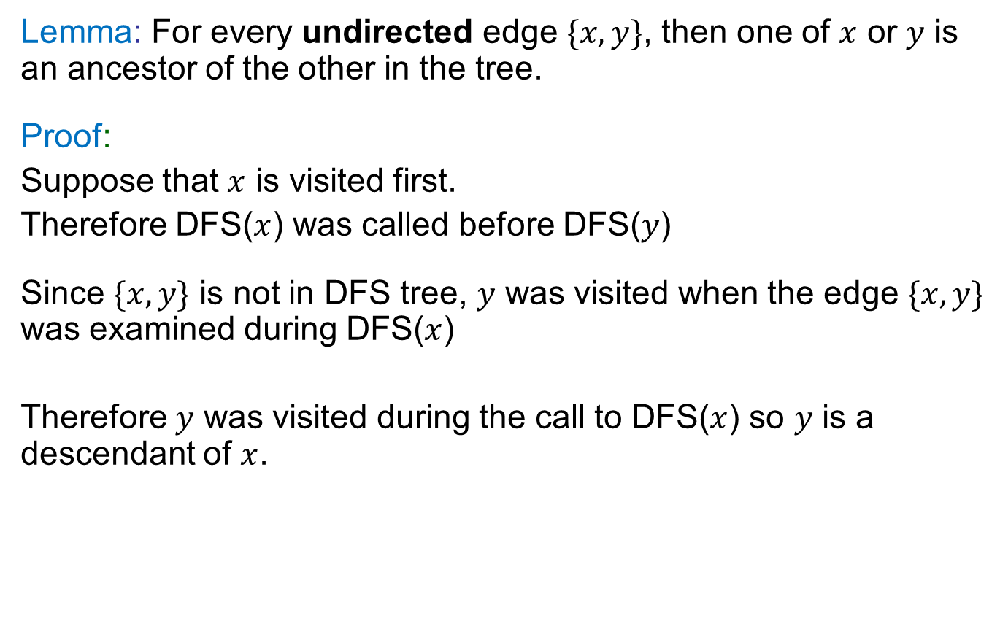 Lemma: For every undirected edge {x, y}, then one of x or y is
an ancestor of the other in the tree.
Proof:
Suppose that x is visited first.
Therefore DFS(x) was called before DFS(y)
Since {x, y} is not in DFS tree, y was visited when the edge {x, y}
was examined during DFS(x)
Therefore y was visited during the call to DFS(x) so y is a
descendant of x.